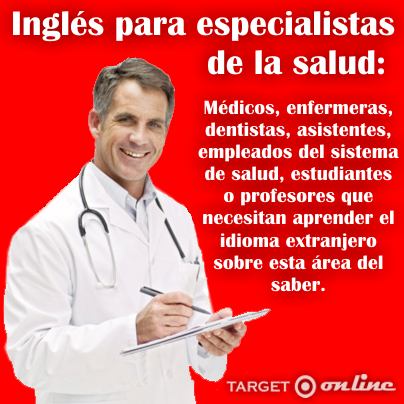 Inglés para especialistas
de la salud:
Médicos, enfermeras,
dentistas, asistentes,
empleados del sistema
de salud, estudiantes
o profesores que
necesitan aprender el
idioma extranjero
sobre esta área del
saber.
TARGET online